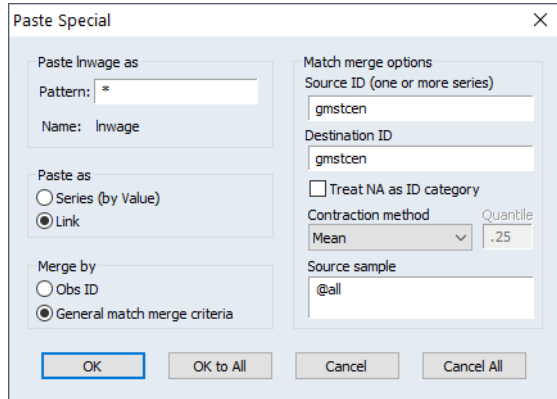 Paste Special
Paste lnwage as
Pattern: *
Name: lnwage
Paste as
Series (by Value)
Link
Merge by
Obs ID
General match merge criteria
Match merge options
Source ID (one or more series)
gmstcen
Destination ID
gmstcen
Treat NA as ID category
Contraction method Quantile
Mean .25
Source sample
@all
OK OK to All Cancel Cancel All